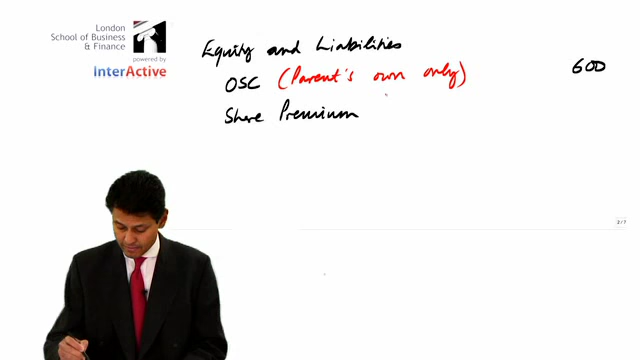 London
School of Business
& Finance
powered by
InterActive
Equity and Liabilities
OSC (Parent's own only) 600
Share Premium
2/7